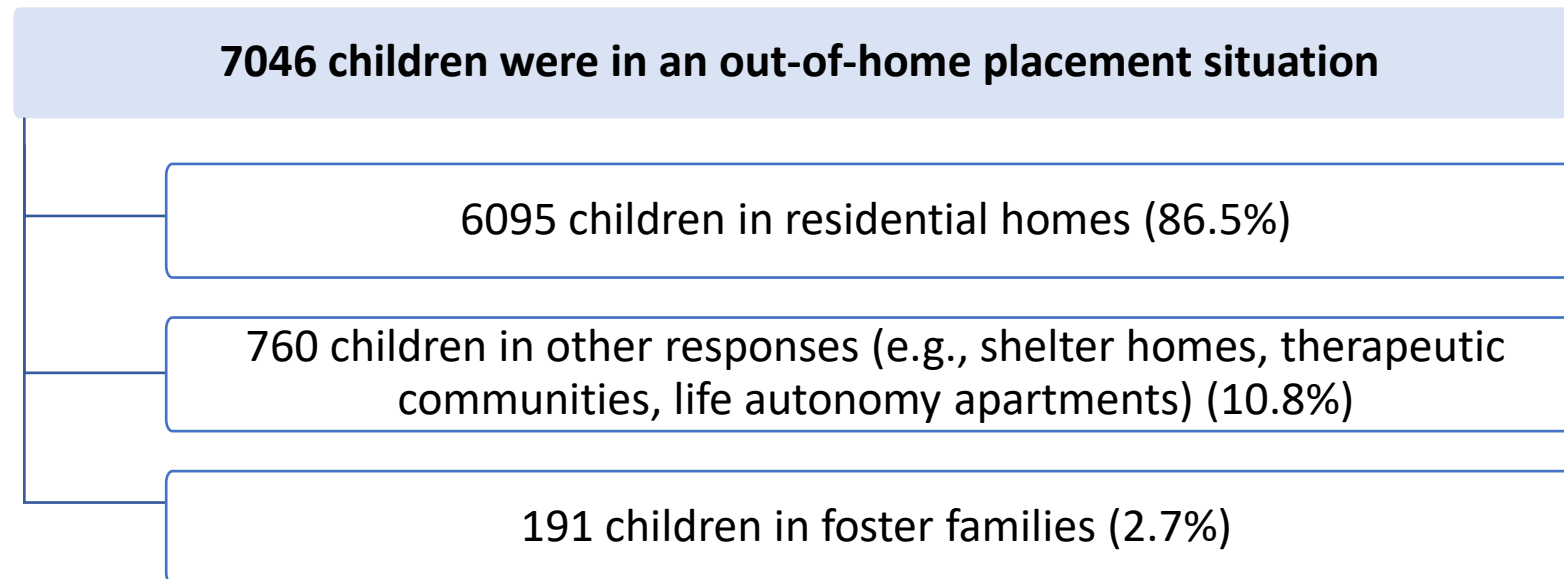 7046 children were in an out-of-home placement situation
6095 children in residential homes (86.5%)
760 children in other responses (e.g., shelter homes, therapeutic
communities, life autonomy apartments) (10.8%)
191 children in foster families (2.7%)